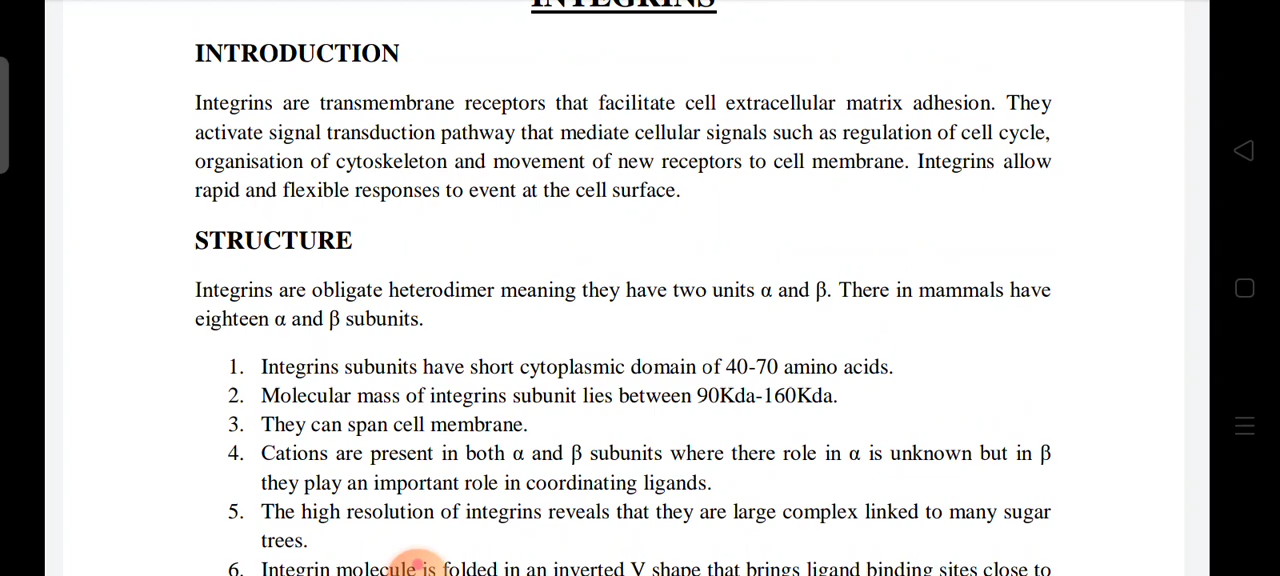 INTEGRINS
INTRODUCTION
Integrins are transmembrane receptors that facilitate cell extracellular matrix adhesion. They
activate signal transduction pathway that mediate cellular signals such as regulation of cell cycle,
organisation of cytoskeleton and movement of new receptors to cell membrane. Integrins allow
rapid and flexible responses to event at the cell surface.
STRUCTURE
Integrins are obligate heterodimer meaning they have two units α and β. There in mammals have
eighteen α and β subunits.
1. Integrins subunits have short cytoplasmic domain of 40-70 amino acids.
2. Molecular mass of integrins subunit lies between 90Kda-160Kda.
3. They can span cell membrane.
4. Cations are present in both α and β subunits where there role in α is unknown but in β
they play an important role in coordinating ligands.
5. The high resolution of integrins reveals that they are large complex linked to many sugar
trees.
6. Integrin molecule is folded in an inverted V shape that brings ligand binding sites close to